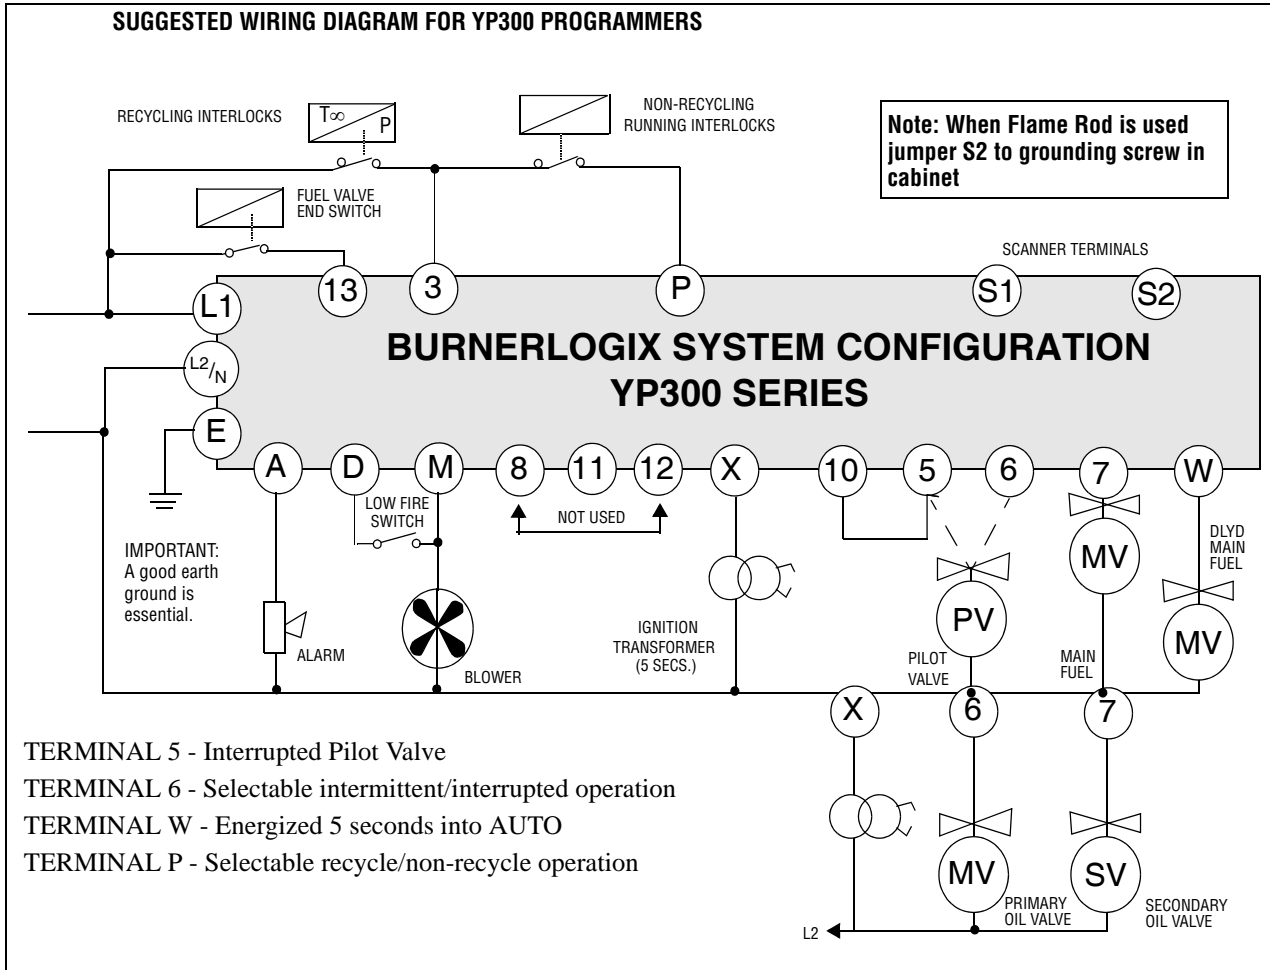 SUGGESTED WIRING DIAGRAM FOR YP300 PROGRAMMERS
RECYCLING INTERLOCKS
T∞
P
NON-RECYCLING
RUNNING INTERLOCKS
Note: When Flame Rod is used
jumper S2 to grounding screw in
cabinet
FUEL VALVE
END SWITCH
SCANNER TERMINALS
L1
13
3
P
S1
S2
L2/N
E
BURNERLOGIX SYSTEM CONFIGURATION
YP300 SERIES
A
D
M
8
11
12
X
10
5
6
7
W
LOW FIRE
SWITCH
NOT USED
IMPORTANT:
A good earth
ground is
essential.
DLYD
MAIN
FUEL
MV
PV
MV
ALARM
BLOWER
IGNITION
TRANSFORMER
(5 SECS.)
PILOT
VALVE
MAIN
FUEL
X
6
7
TERMINAL 5 - Interrupted Pilot Valve
TERMINAL 6 - Selectable intermittent/interrupted operation
TERMINAL W - Energized 5 seconds into AUTO
TERMINAL P - Selectable recycle/non-recycle operation
MV
SV
PRIMARY
OIL VALVE
SECONDARY
OIL VALVE
L2